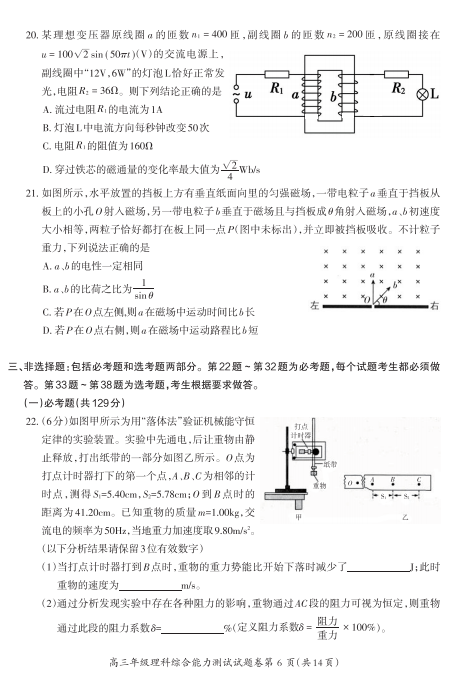 20. 某理想变压器原线圈 a 的匝数 n₁ = 400 匝,副线圈 b 的匝数 n₂ = 200 匝,原线圈接在
u = 100√2 sin (50πt)(V)的交流电源上,
副线圈中“12V,6W”的灯泡L恰好正常发
光,电阻R₂ = 36Ω。则下列结论正确的是
A. 流过电阻R₁的电流为1A
B. 灯泡L中电流方向每秒钟改变50次
C. 电阻R₁的阻值为160Ω
D. 穿过铁芯的磁通量的变化率最大值为 √2/4 Wb/s
u
R₁
a
b
R₂
L
21. 如图所示,水平放置的挡板上方有垂直纸面向里的匀强磁场,一带电粒子a垂直于挡板从
板上的小孔O射入磁场,另一带电粒子b垂直于磁场且与挡板成θ角射入磁场,a、b初速度
大小相等,两粒子恰好都打在板上同一点P(图中未标出),并立即被挡板吸收。不计粒子
重力,下列说法正确的是
A. a、b的电性一定相同
B. a、b的比荷之比为 1/sin θ
C. 若P在O点左侧,则a在磁场中运动时间比b长
D. 若P在O点右侧,则a在磁场中运动路程比b短
a
b
O
θ
左
右
三、非选择题:包括必考题和选考题两部分。第22题~第32题为必考题,每个试题考生都必须做
答。第33题~第38题为选考题,考生根据要求做答。
(一)必考题(共129分)
22. (6分)如图甲所示为用“落体法”验证机械能守恒
定律的实验装置。实验中先通电,后让重物由静
止释放,打出纸带的一部分如图乙所示。O点为
打点计时器打下的第一个点,A、B、C为相邻的计
时点,测得S₁=5.40cm,S₂=5.78cm;O到B点时的
距离为41.20cm。已知重物的质量m=1.00kg,交
流电的频率为50Hz,当地重力加速度取9.80m/s²。
(以下分析结果请保留3位有效数字)
打点
计时器
纸带
重物
甲
O
A
B
C
S₁
S₂
乙
(1)当打点计时器打到B点时,重物的重力势能比开始下落时减少了____________J;此时
重物的速度为____________m/s。
(2)通过分析发现实验中存在各种阻力的影响,重物通过AC段的阻力可视为恒定,则重物
通过此段的阻力系数δ=____________%(定义阻力系数δ = 阻力/重力 × 100%)。
高三年级理科综合能力测试试题卷第 6 页(共14页)